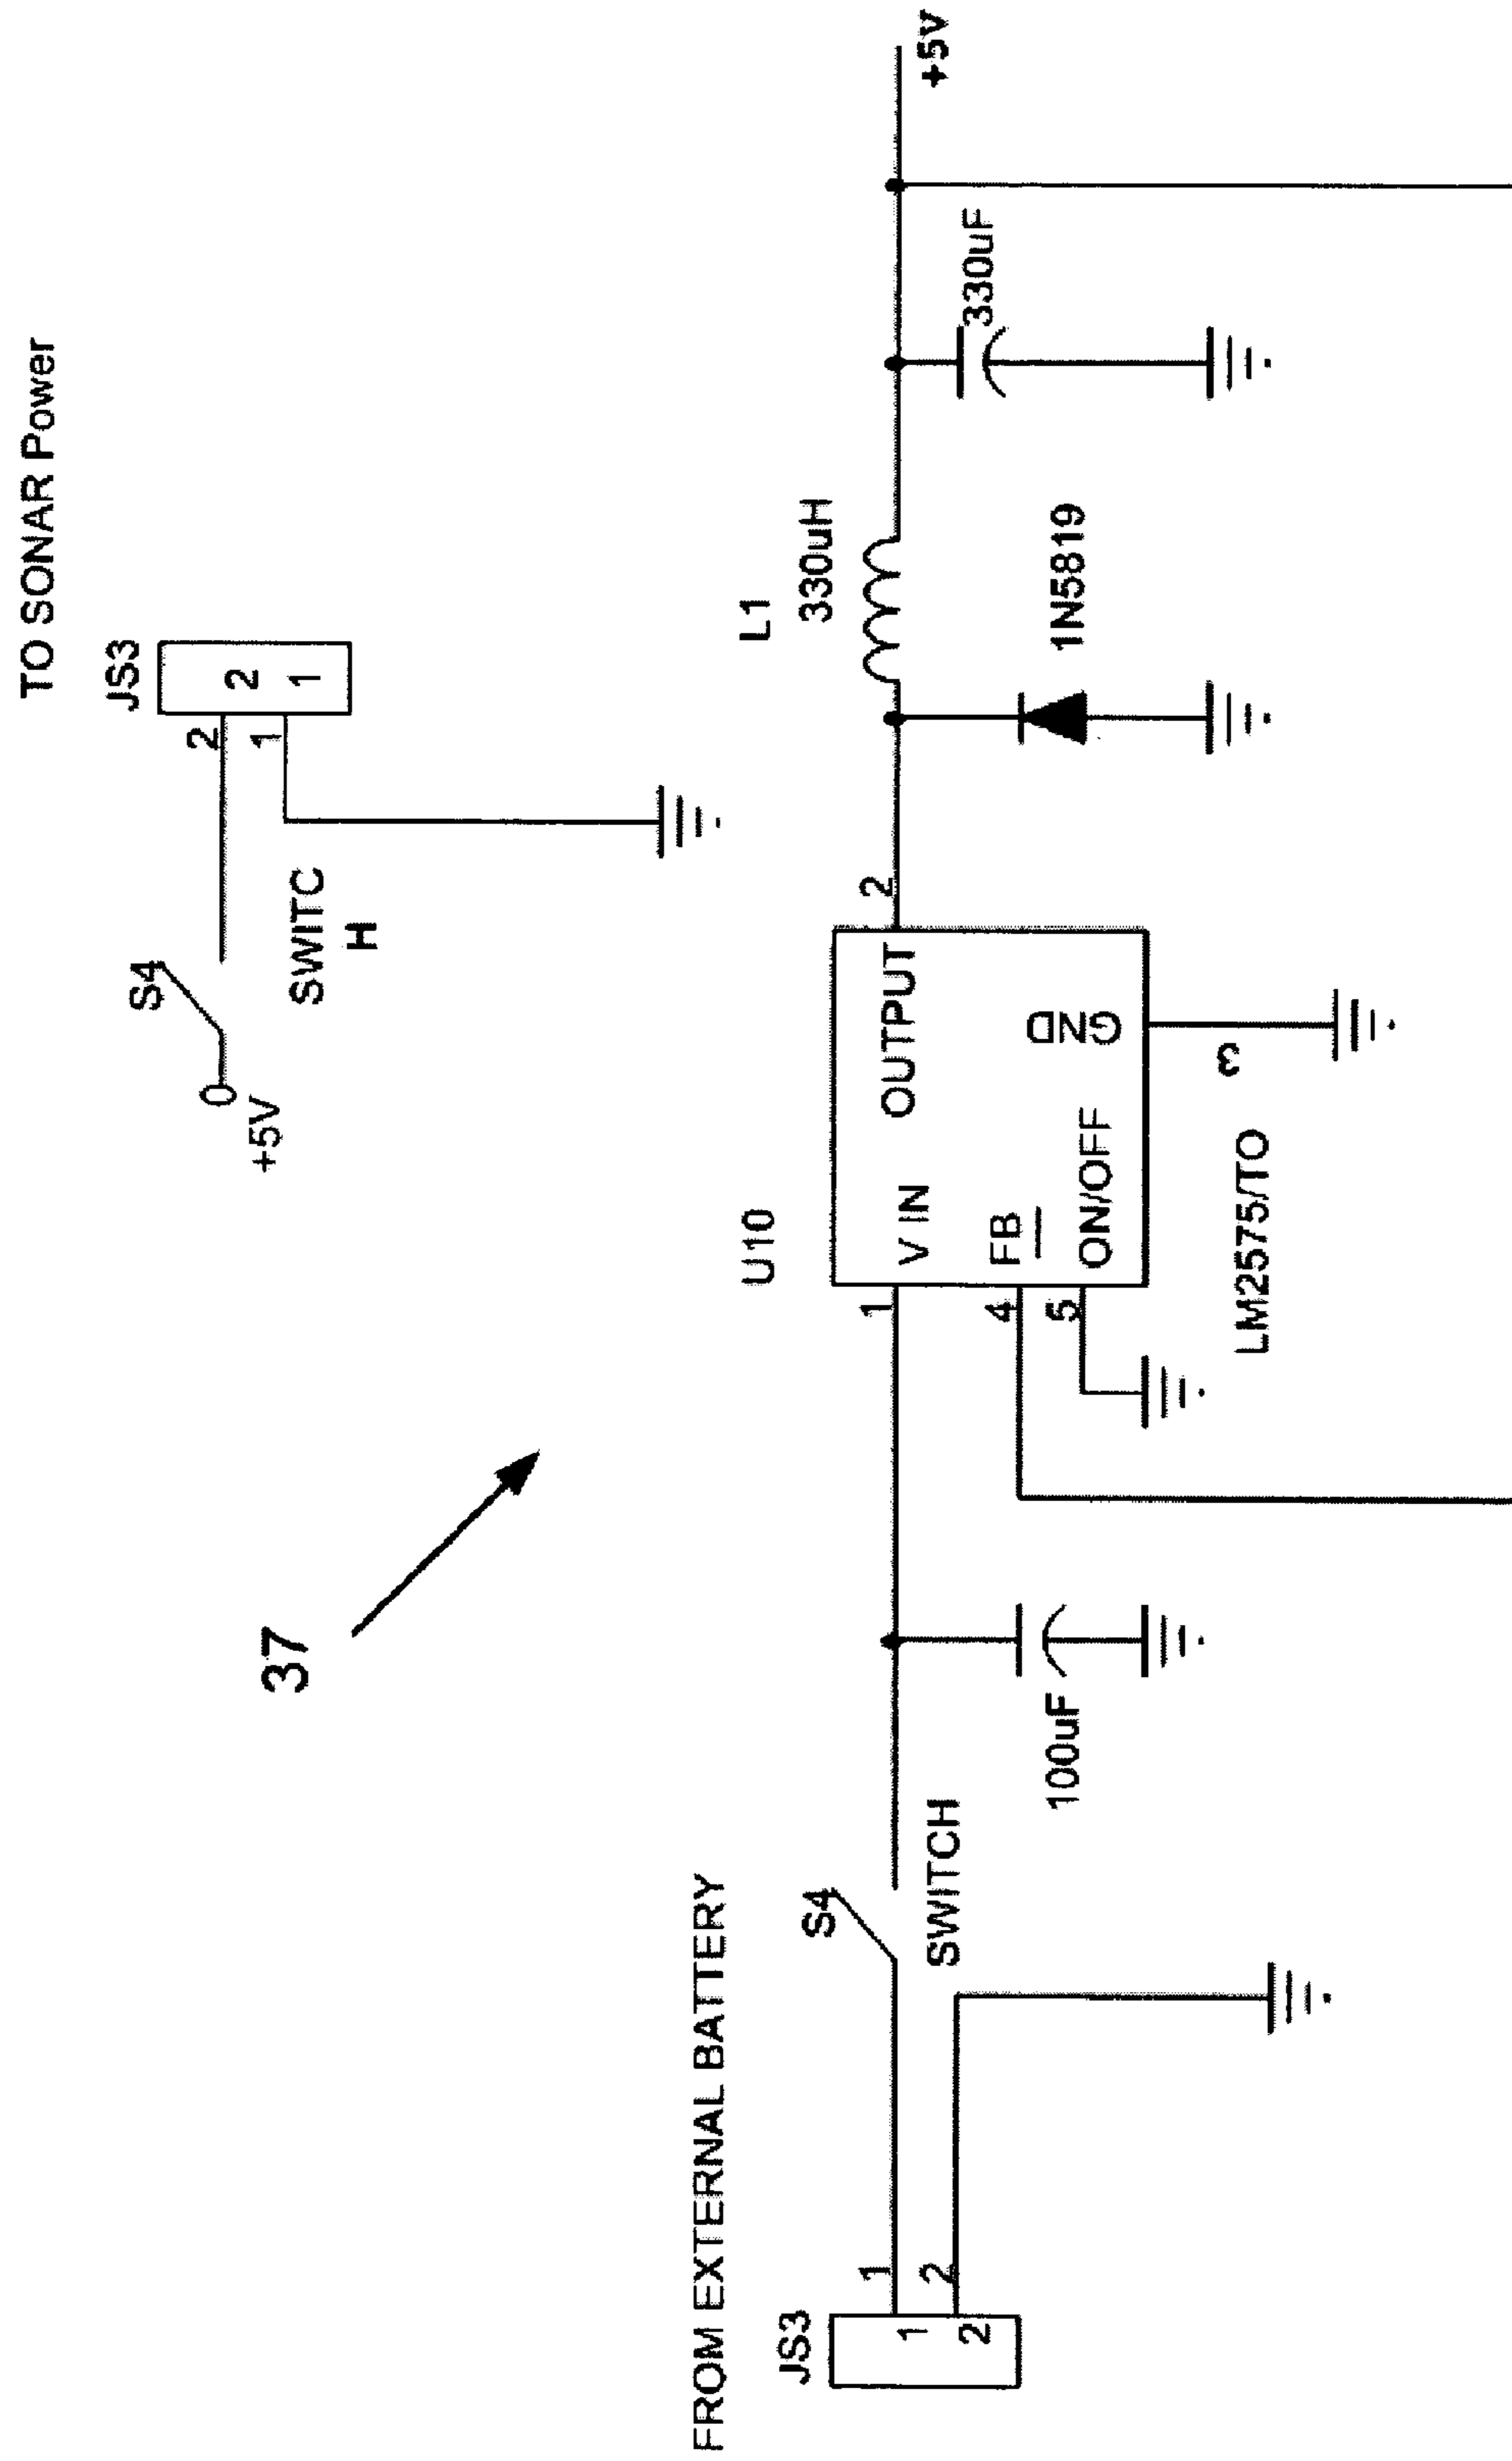 TO SONAR Power
JS3
2
1
2
1
S4
0
+5V
SWITC
H
37
FROM EXTERNAL BATTERY
JS3
1
2
1
2
S4
SWITCH
100uF
U10
1
4
5
V IN
FB
ON/OFF
OUTPUT
GND
2
3
LM2575/TO
L1
330uH
1N5819
330uF
+5V